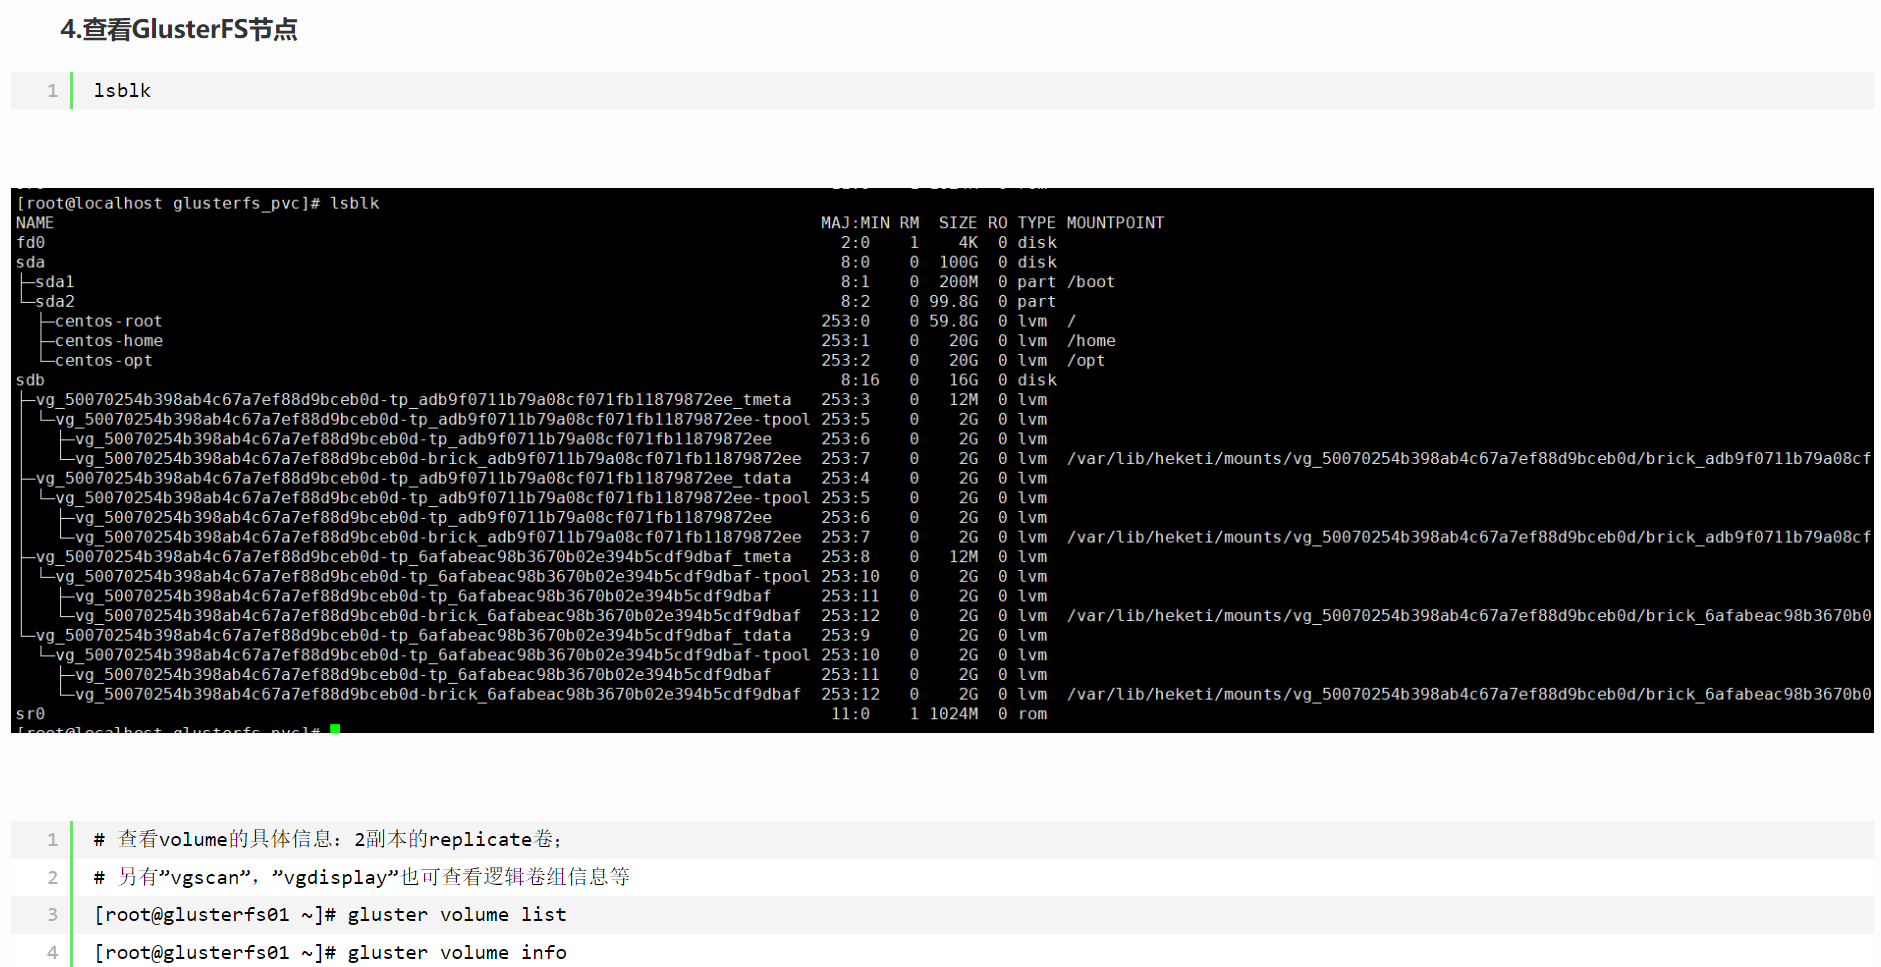 4.查看GlusterFS节点
1 lsblk
[root@localhost glusterfs_pvc]# lsblk
NAME MAJ:MIN RM SIZE RO TYPE MOUNTPOINT
fd0 2:0 1 4K 0 disk
sda 8:0 0 100G 0 disk
├─sda1 8:1 0 200M 0 part /boot
└─sda2 8:2 0 99.8G 0 part
  ├─centos-root 253:0 0 59.8G 0 lvm /
  ├─centos-home 253:1 0 20G 0 lvm /home
  └─centos-opt 253:2 0 20G 0 lvm /opt
sdb 8:16 0 16G 0 disk
├─vg_50070254b398ab4c67a7ef88d9bceb0d-tp_adb9f0711b79a08cf071fb11879872ee_tmeta 253:3 0 12M 0 lvm
│ └─vg_50070254b398ab4c67a7ef88d9bceb0d-tp_adb9f0711b79a08cf071fb11879872ee-tpool 253:5 0 2G 0 lvm
│   ├─vg_50070254b398ab4c67a7ef88d9bceb0d-tp_adb9f0711b79a08cf071fb11879872ee 253:6 0 2G 0 lvm
│   └─vg_50070254b398ab4c67a7ef88d9bceb0d-brick_adb9f0711b79a08cf071fb11879872ee 253:7 0 2G 0 lvm /var/lib/heketi/mounts/vg_50070254b398ab4c67a7ef88d9bceb0d/brick_adb9f0711b79a08cf
├─vg_50070254b398ab4c67a7ef88d9bceb0d-tp_adb9f0711b79a08cf071fb11879872ee_tdata 253:4 0 2G 0 lvm
│ └─vg_50070254b398ab4c67a7ef88d9bceb0d-tp_adb9f0711b79a08cf071fb11879872ee-tpool 253:5 0 2G 0 lvm
│   ├─vg_50070254b398ab4c67a7ef88d9bceb0d-tp_adb9f0711b79a08cf071fb11879872ee 253:6 0 2G 0 lvm
│   └─vg_50070254b398ab4c67a7ef88d9bceb0d-brick_adb9f0711b79a08cf071fb11879872ee 253:7 0 2G 0 lvm /var/lib/heketi/mounts/vg_50070254b398ab4c67a7ef88d9bceb0d/brick_adb9f0711b79a08cf
├─vg_50070254b398ab4c67a7ef88d9bceb0d-tp_6afabeac98b3670b02e394b5cdf9dbaf_tmeta 253:8 0 12M 0 lvm
│ └─vg_50070254b398ab4c67a7ef88d9bceb0d-tp_6afabeac98b3670b02e394b5cdf9dbaf-tpool 253:10 0 2G 0 lvm
│   ├─vg_50070254b398ab4c67a7ef88d9bceb0d-tp_6afabeac98b3670b02e394b5cdf9dbaf 253:11 0 2G 0 lvm
│   └─vg_50070254b398ab4c67a7ef88d9bceb0d-brick_6afabeac98b3670b02e394b5cdf9dbaf 253:12 0 2G 0 lvm /var/lib/heketi/mounts/vg_50070254b398ab4c67a7ef88d9bceb0d/brick_6afabeac98b3670b0
└─vg_50070254b398ab4c67a7ef88d9bceb0d-tp_6afabeac98b3670b02e394b5cdf9dbaf_tdata 253:9 0 2G 0 lvm
  └─vg_50070254b398ab4c67a7ef88d9bceb0d-tp_6afabeac98b3670b02e394b5cdf9dbaf-tpool 253:10 0 2G 0 lvm
    ├─vg_50070254b398ab4c67a7ef88d9bceb0d-tp_6afabeac98b3670b02e394b5cdf9dbaf 253:11 0 2G 0 lvm
    └─vg_50070254b398ab4c67a7ef88d9bceb0d-brick_6afabeac98b3670b02e394b5cdf9dbaf 253:12 0 2G 0 lvm /var/lib/heketi/mounts/vg_50070254b398ab4c67a7ef88d9bceb0d/brick_6afabeac98b3670b0
sr0 11:0 1 1024M 0 rom
[root@localhost glusterfs_pvc]#
1 # 查看volume的具体信息：2副本的replicate卷；
2 # 另有”vgscan”，”vgdisplay”也可查看逻辑卷组信息等
3 [root@glusterfs01 ~]# gluster volume list
4 [root@glusterfs01 ~]# gluster volume info